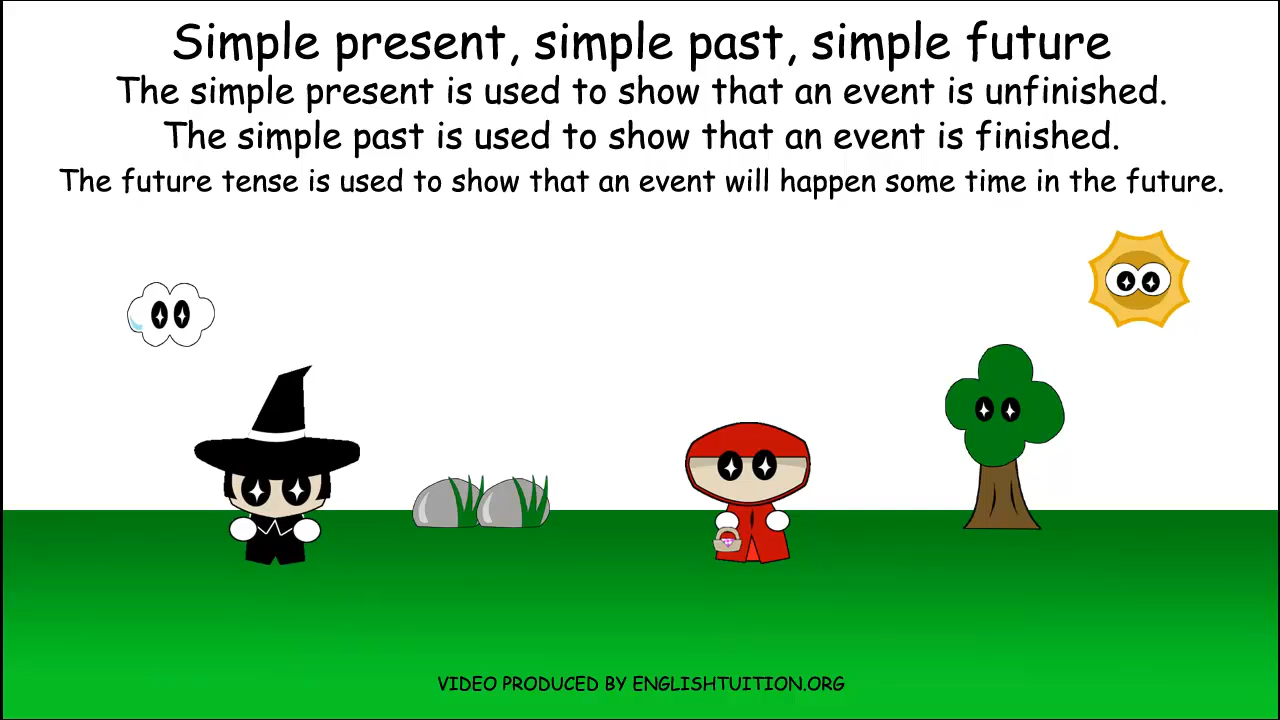 Simple present, simple past, simple future
The simple present is used to show that an event is unfinished.
The simple past is used to show that an event is finished.
The future tense is used to show that an event will happen some time in the future.
VIDEO PRODUCED BY ENGLISHTUITION.ORG